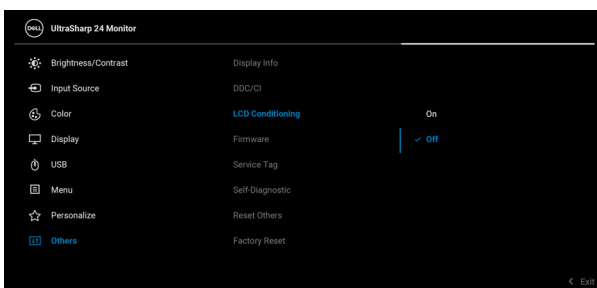 DELL UltraSharp 24 Monitor
Brightness/Contrast Display Info
Input Source DDC/CI
Color LCD Conditioning On
Display Firmware Off
USB Service Tag
Menu Self-Diagnostic
Personalize Reset Others
Others Factory Reset
Exit